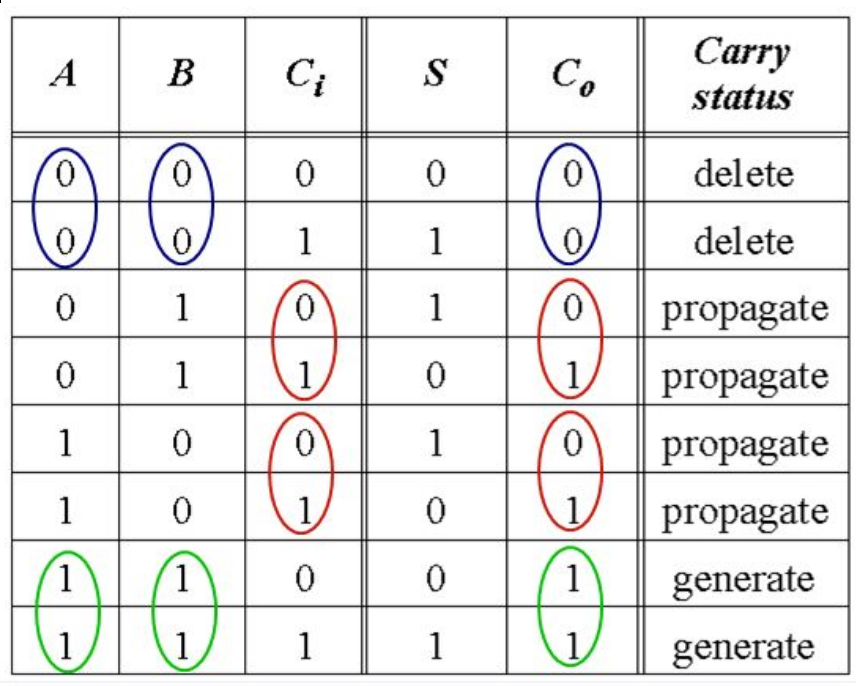 A B Ci S Co Carry status
0 0 0 0 0 delete
0 0 1 1 0 delete
0 1 0 1 0 propagate
0 1 1 0 1 propagate
1 0 0 1 0 propagate
1 0 1 0 1 propagate
1 1 0 0 1 generate
1 1 1 1 1 generate